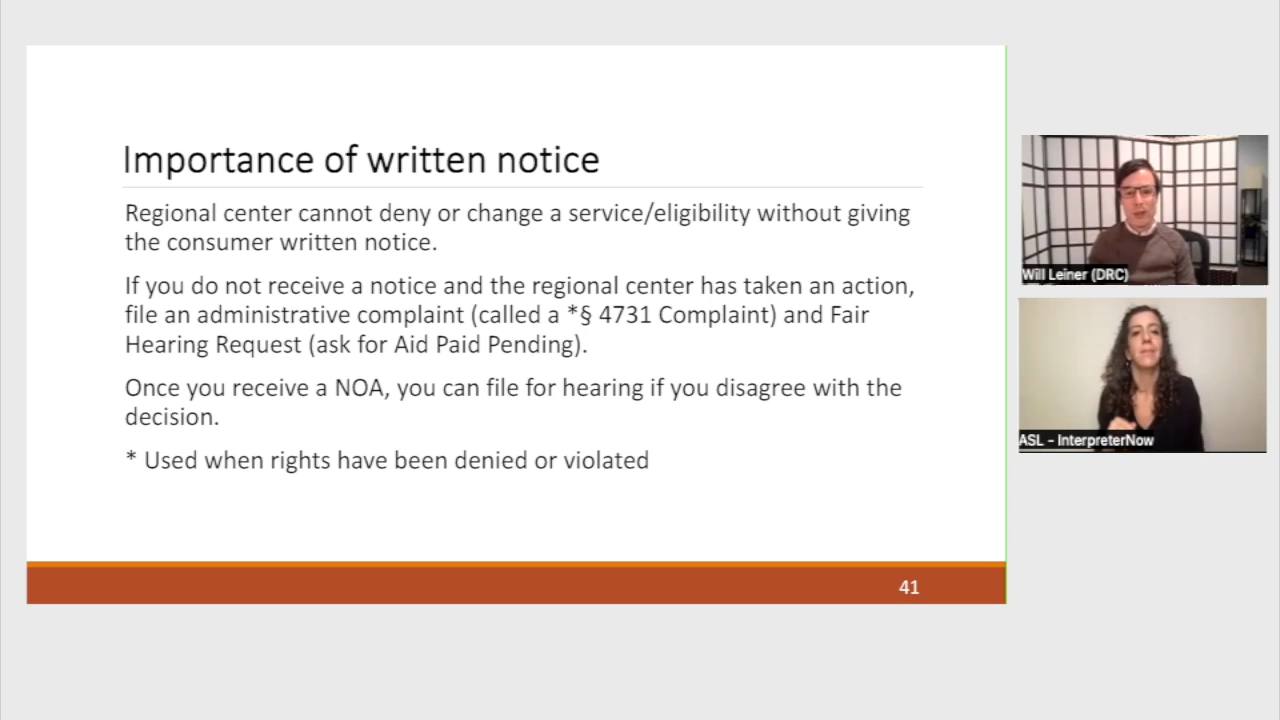 Importance of written notice
Regional center cannot deny or change a service/eligibility without giving
the consumer written notice.
If you do not receive a notice and the regional center has taken an action,
file an administrative complaint (called a *§ 4731 Complaint) and Fair
Hearing Request (ask for Aid Paid Pending).
Once you receive a NOA, you can file for hearing if you disagree with the
decision.
* Used when rights have been denied or violated
41
Will Leiner (DRC)
ASL - InterpreterNow